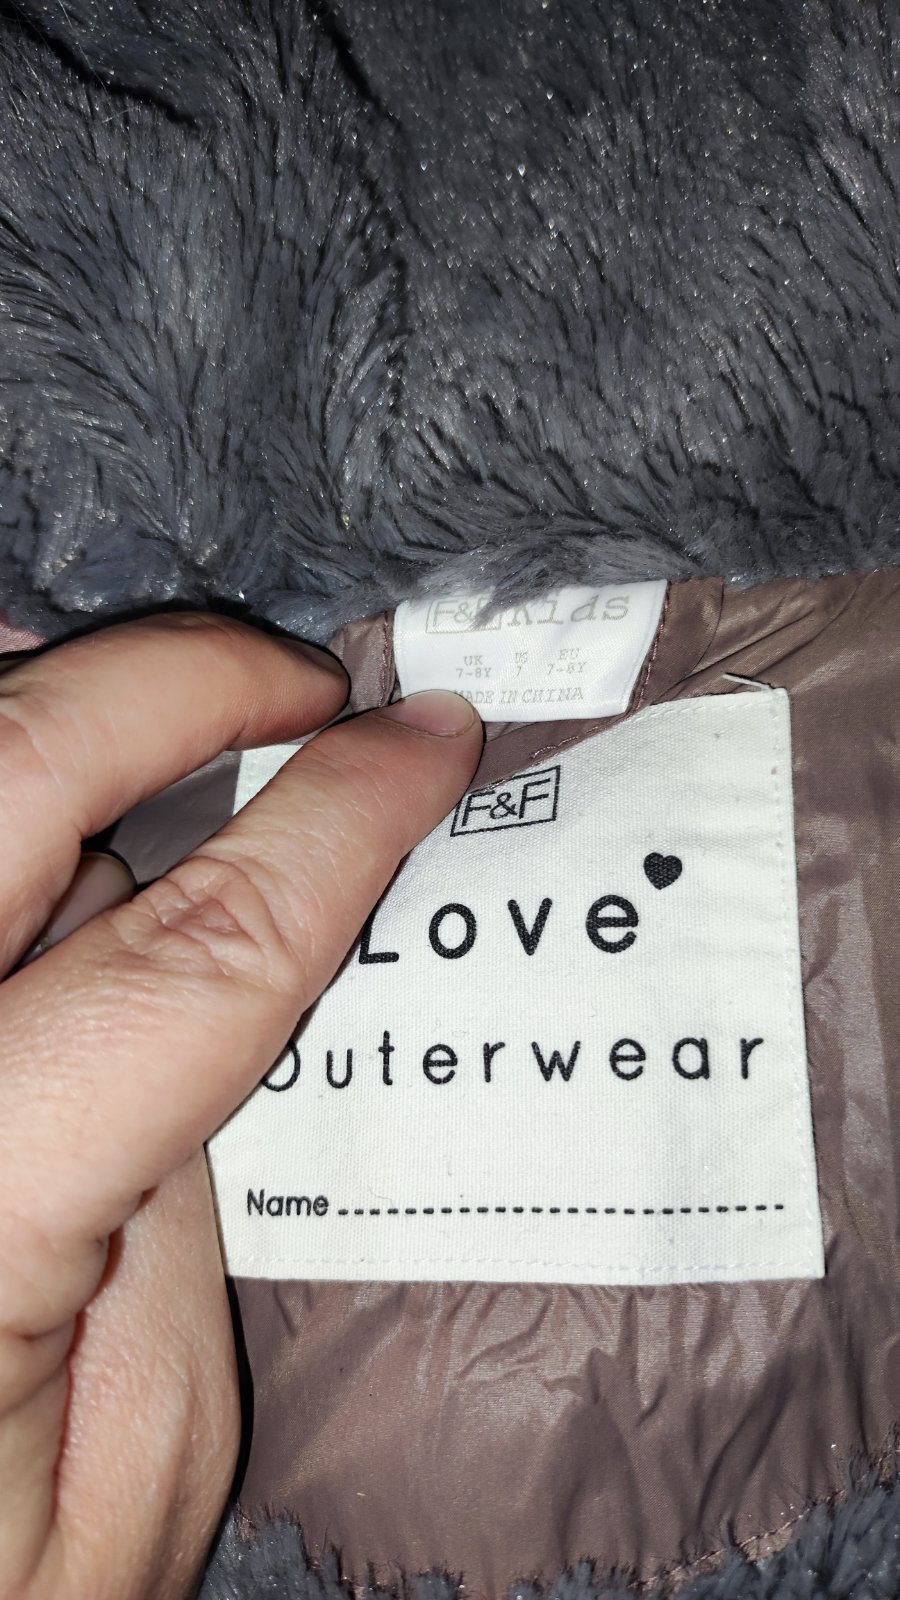 F&F Kids
UK US EU
7-8Y 7 7-8Y
MADE IN CHINA
F&F
Love
Outerwear
Name